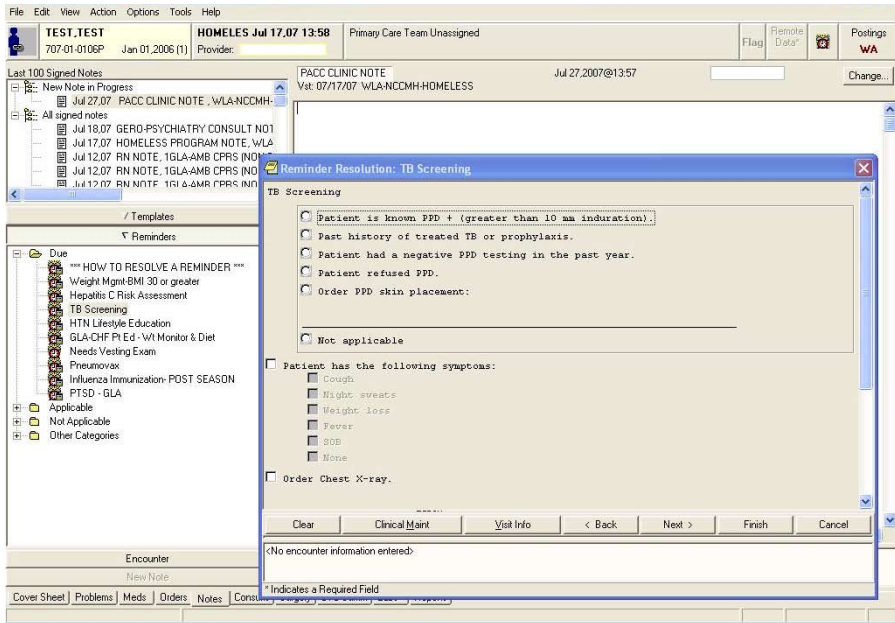 File Edit View Action Options Tools Help
TEST,TEST
707-01-0106P Jan 01,2006 (1)
HOMELES Jul 17,07 13:58
Provider:
Primary Care Team Unassigned
Flag
Remote Data*
Postings
WA
Last 100 Signed Notes
New Note in Progress
Jul 27,07 PACC CLINIC NOTE , WLA-NCCMH-
All signed notes
Jul 18,07 GERO-PSYCHIATRY CONSULT NOT
Jul 17,07 HOMELESS PROGRAM NOTE, WLA
Jul 12,07 RN NOTE, 1GLA-AMB CPRS (NO
Jul 12,07 RN NOTE, 1GLA-AMB CPRS (NO
Jul 12,07 RN NOTE, 1GLA-AMB CPRS (NO
PACC CLINIC NOTE
Jul 27,2007@13:57
Change...
Vst: 07/17/07 WLA-NCCMH-HOMELESS
/ Templates
Reminders
Due
*** HOW TO RESOLVE A REMINDER ***
Weight Mgmt-BMI 30 or greater
Hepatitis C Risk Assessment
TB Screening
HTN Lifestyle Education
GLA-CHF Pt Ed - Wt Monitor & Diet
Needs Vesting Exam
Pneumovax
Influenza Immunization- POST SEASON
PTSD - GLA
Applicable
Not Applicable
Other Categories
Encounter
New Note
Reminder Resolution: TB Screening
TB Screening
Patient is known PPD + (greater than 10 mm induration).
Past history of treated TB or prophylaxis.
Patient had a negative PPD testing in the past year.
Patient refused PPD.
Order PPD skin placement:
Not applicable
Patient has the following symptoms:
Cough
Night sweats
Weight loss
Fever
SOB
None
Order Chest X-ray.
Clear
Clinical Maint
Visit Info
< Back
Next >
Finish
Cancel
<No encounter information entered>
* Indicates a Required Field
Cover Sheet Problems Meds Orders Notes